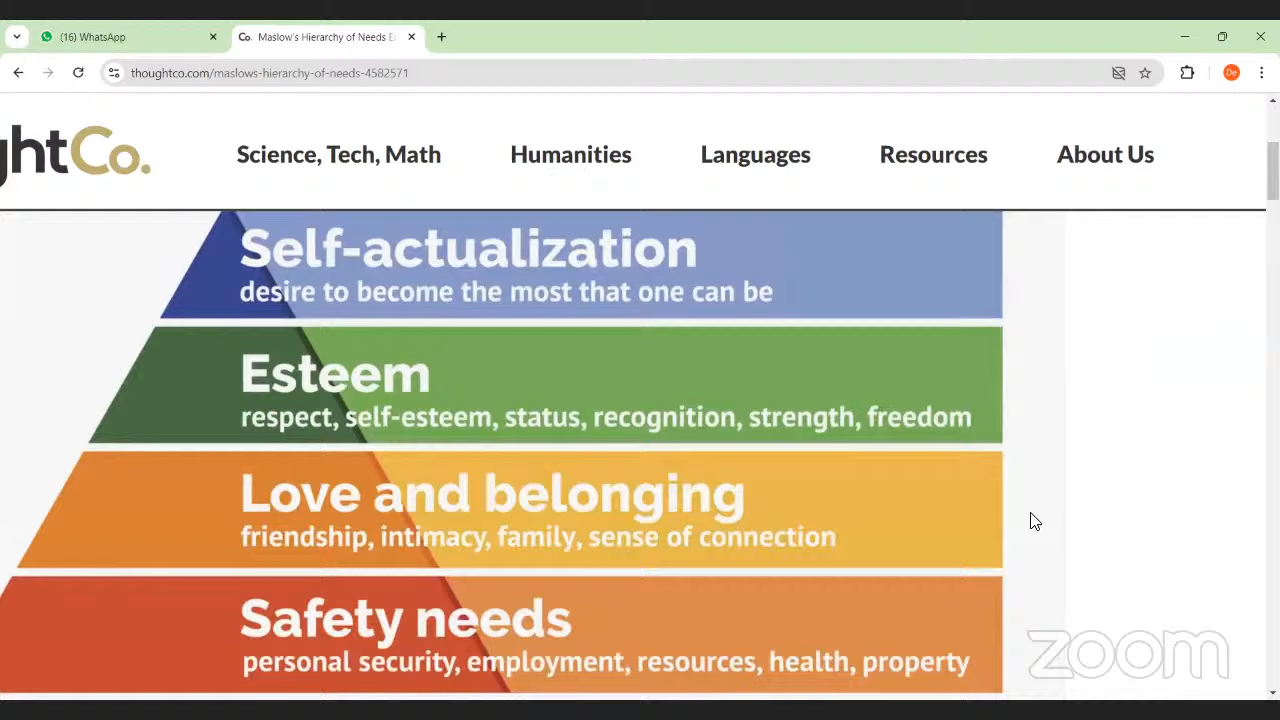 (16) WhatsApp
Co. Maslow's Hierarchy of Needs E
thoughtco.com/maslows-hierarchy-of-needs-4582571
De
ghtCo.
Science, Tech, Math
Humanities
Languages
Resources
About Us
Self-actualization
desire to become the most that one can be
Esteem
respect, self-esteem, status, recognition, strength, freedom
Love and belonging
friendship, intimacy, family, sense of connection
Safety needs
personal security, employment, resources, health, property
zoom